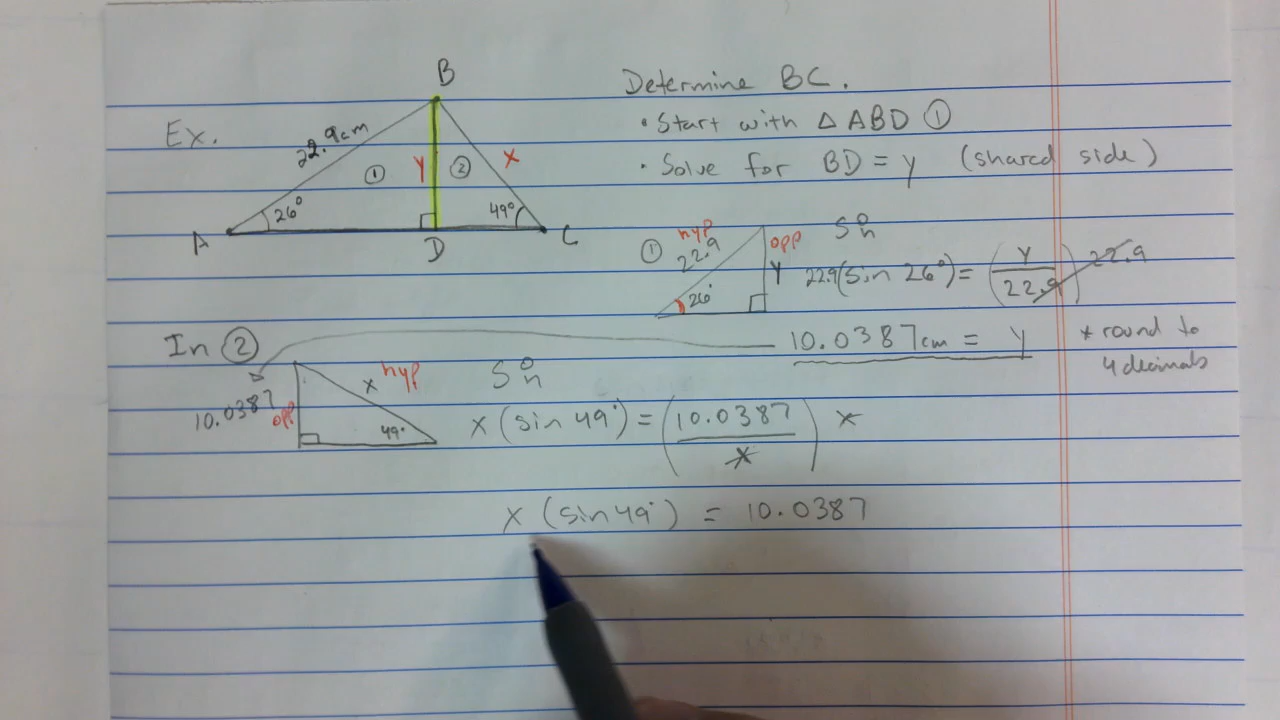 Ex.
B
22.9cm
① y ② x
26° 49°
A D C
Determine BC.
• Start with △ ABD ①
• Solve for BD = y (shared side)
① hyp 22.9 opp y 26°
S o/h
22.9(Sin 26°) = (y/22.9) 22.9
10.0387cm = y
* round to
4 decimals
In ②
10.0387 opp x hyp 49°
S o/h
x (sin 49°) = (10.0387/x) x
x (sin 49°) = 10.0387